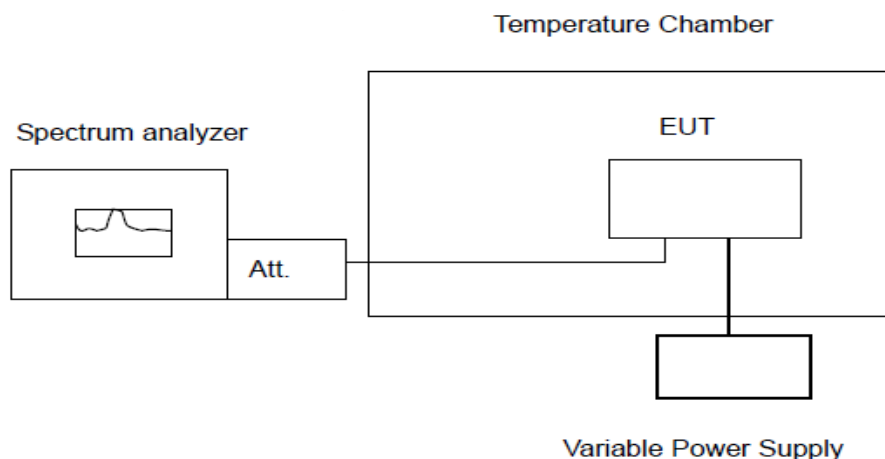 Temperature Chamber
Spectrum analyzer
EUT
Att.
Variable Power Supply